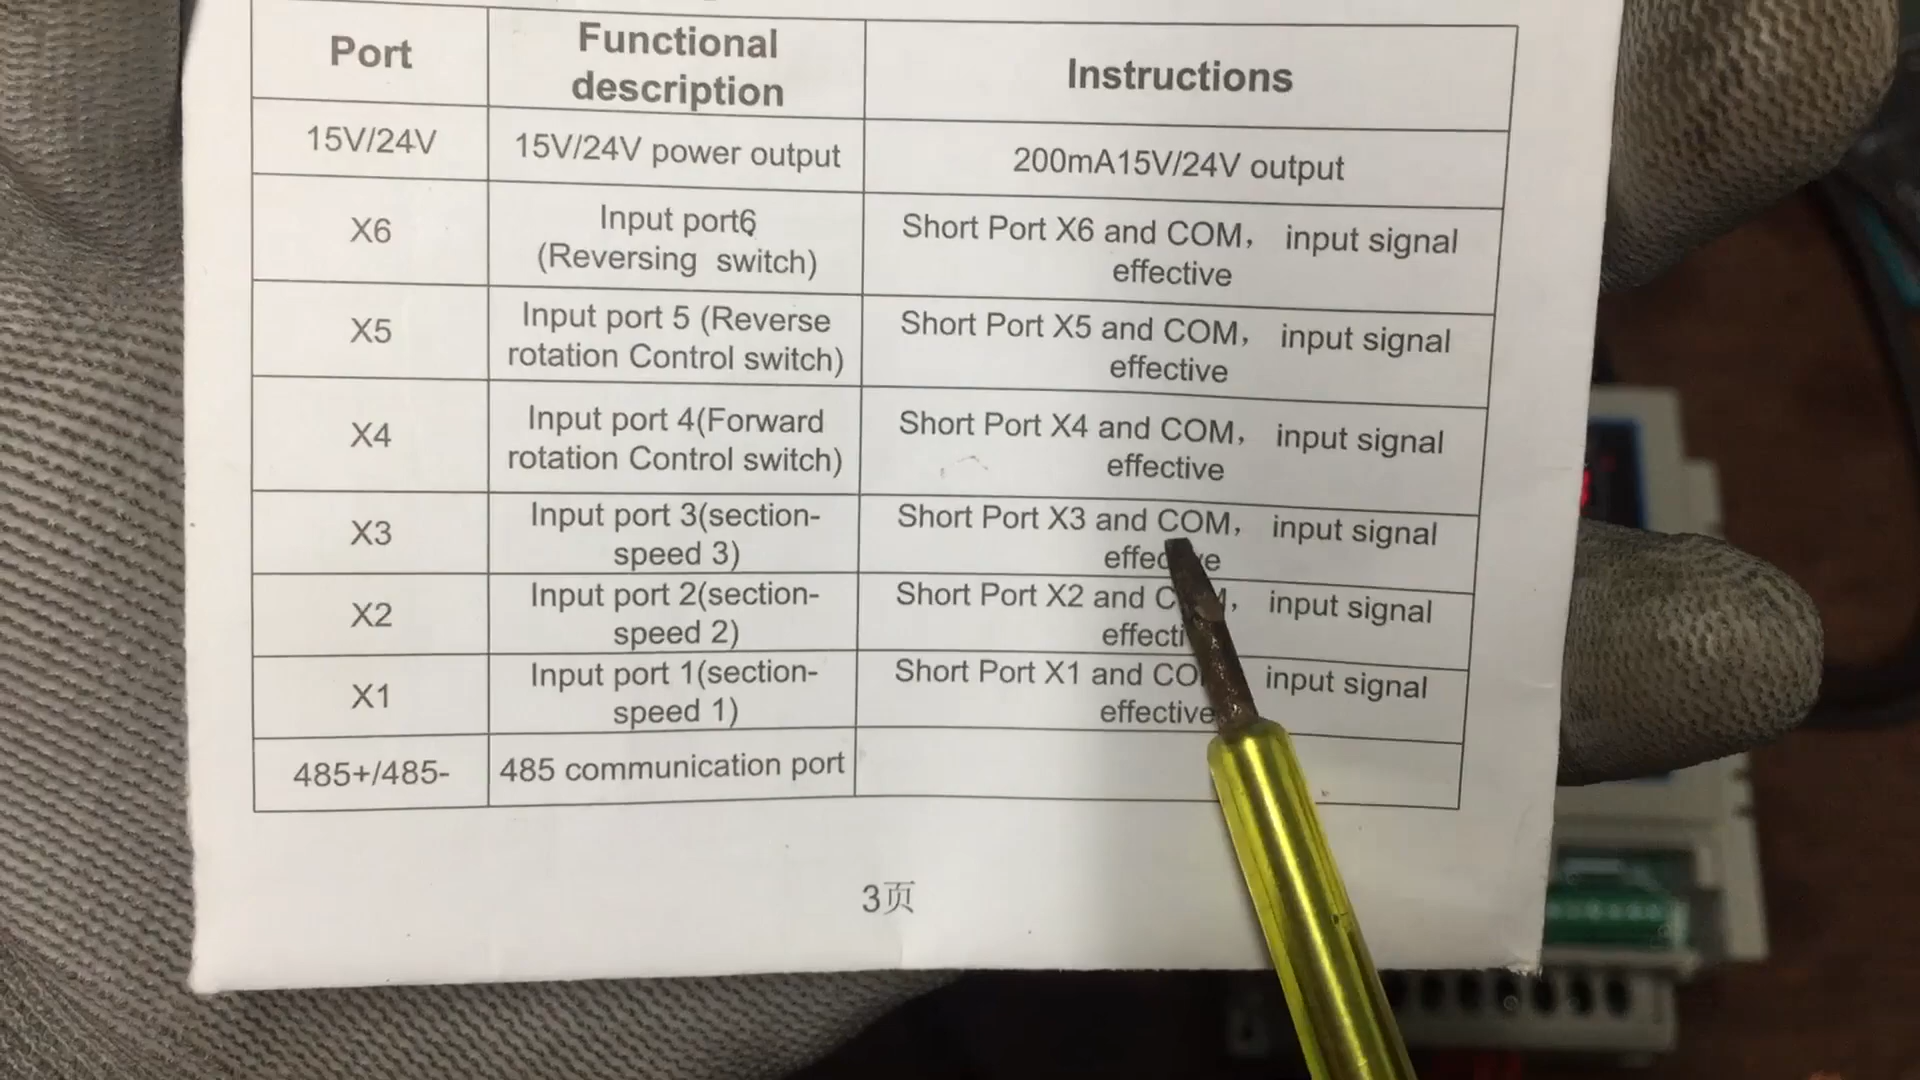 Port
Functional
description
Instructions
15V/24V
15V/24V power output
200mA15V/24V output
X6
Input port6
(Reversing switch)
Short Port X6 and COM， input signal
effective
X5
Input port 5 (Reverse
rotation Control switch)
Short Port X5 and COM， input signal
effective
X4
Input port 4(Forward
rotation Control switch)
Short Port X4 and COM， input signal
effective
X3
Input port 3(section-
speed 3)
Short Port X3 and COM， input signal
X2
Input port 2(section-
speed 2)
Short Port X2 and input signal
X1
Input port 1(section-
speed 1)
Short Port X1 and input signal
effective
485+/485-
485 communication port
3页